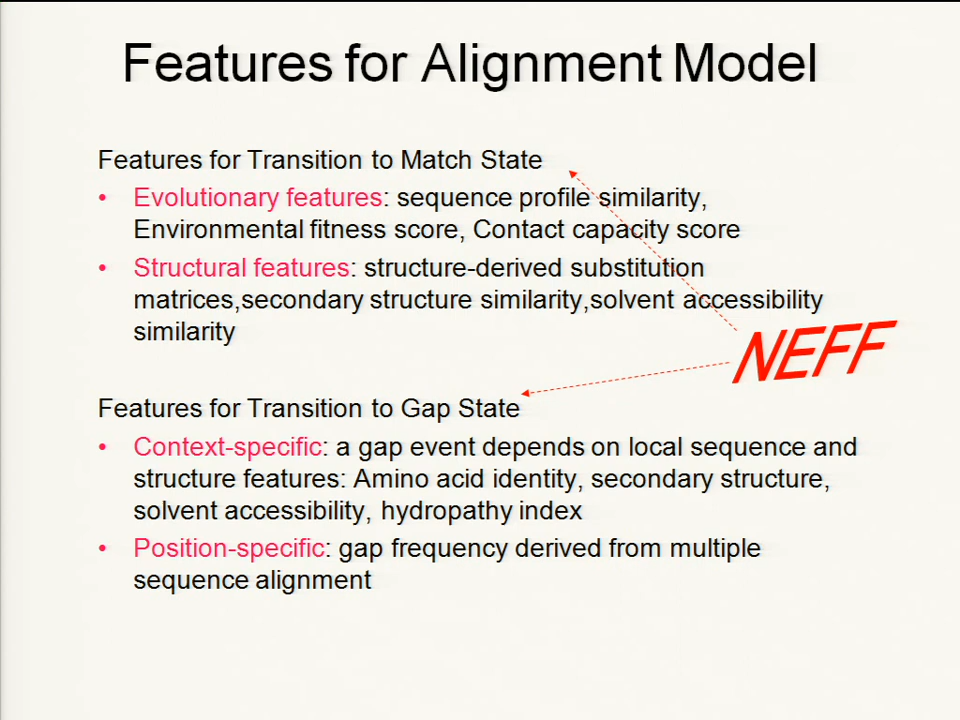 Features for Alignment Model
Features for Transition to Match State
• Evolutionary features: sequence profile similarity,
Environmental fitness score, Contact capacity score
• Structural features: structure-derived substitution
matrices,secondary structure similarity,solvent accessibility
similarity
NEFF
Features for Transition to Gap State
• Context-specific: a gap event depends on local sequence and
structure features: Amino acid identity, secondary structure,
solvent accessibility, hydropathy index
• Position-specific: gap frequency derived from multiple
sequence alignment